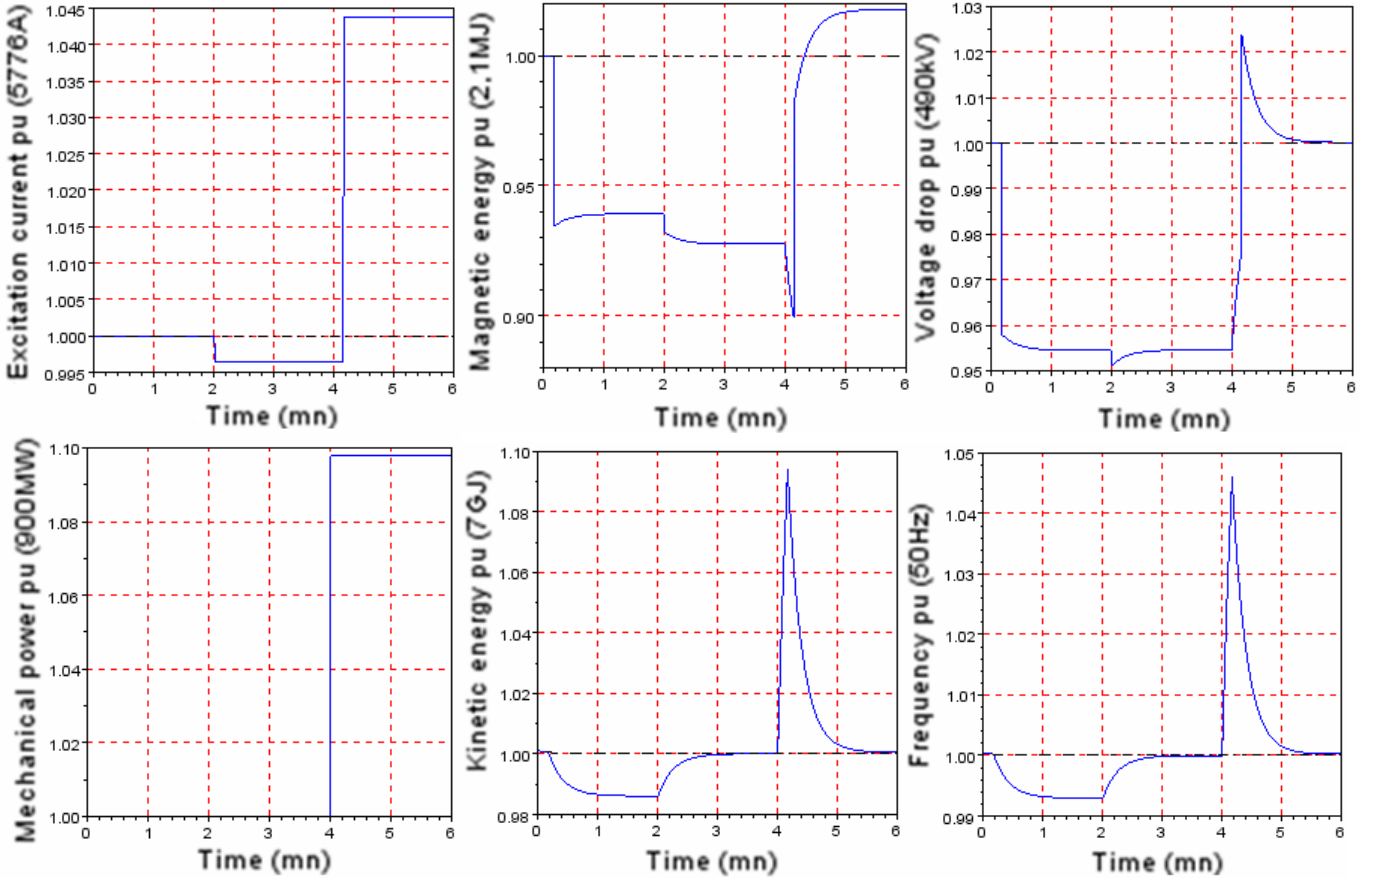 Excitation current pu (5776A)
1.045
1.040
1.035
1.030
1.025
1.020
1.015
1.010
1.005
1.000
0.995
0 1 2 3 4 5 6
Time (mn)
Magnetic energy pu (2.1MJ)
1.00
0.95
0.90
0 1 2 3 4 5 6
Time (mn)
Voltage drop pu (490kV)
1.03
1.02
1.01
1.00
0.99
0.98
0.97
0.96
0.95
0 1 2 3 4 5 6
Time (mn)
Mechanical power pu (900MW)
1.10
1.08
1.06
1.04
1.02
1.00
0 1 2 3 4 5 6
Time (mn)
Kinetic energy pu (7GJ)
1.10
1.08
1.06
1.04
1.02
1.00
0.98
0 1 2 3 4 5 6
Time (mn)
Frequency pu (50Hz)
1.05
1.04
1.03
1.02
1.01
1.00
0.99
0 1 2 3 4 5 6
Time (mn)